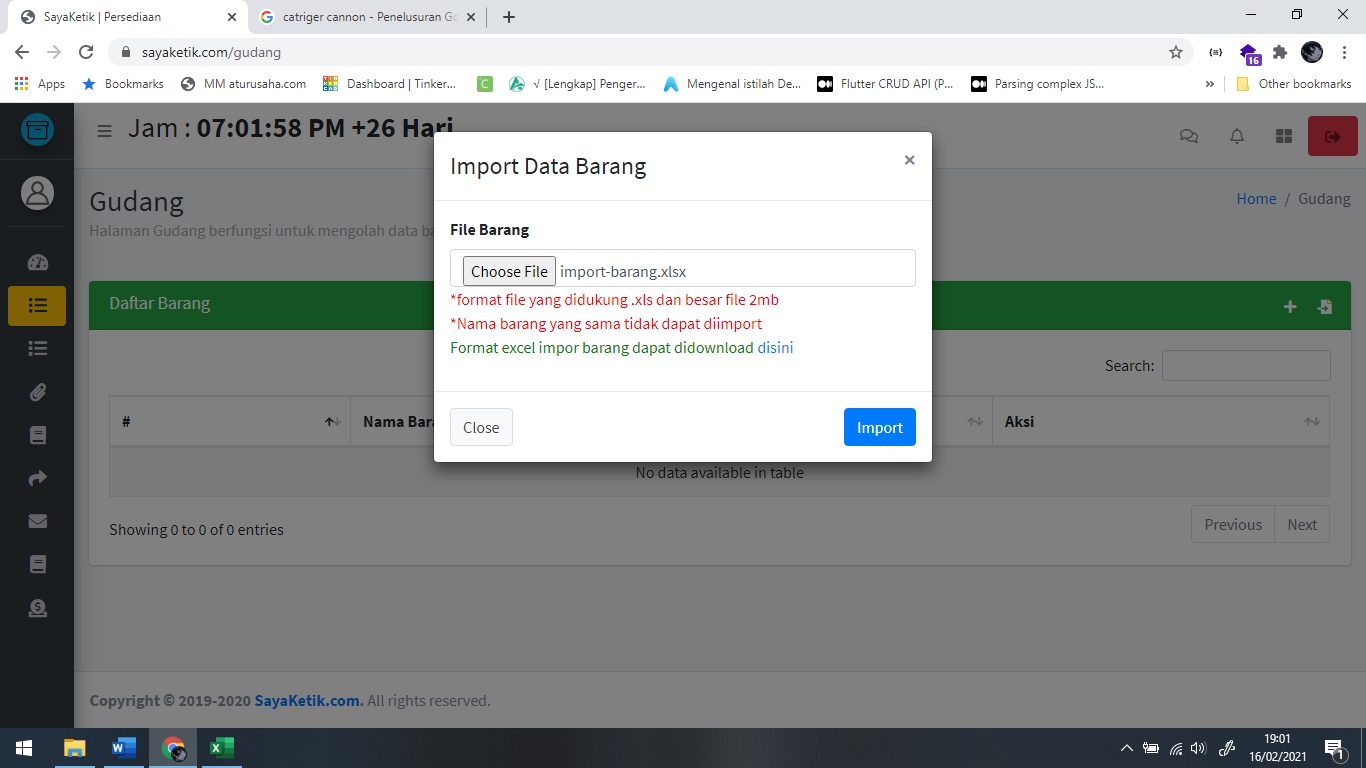 SayaKetik | Persediaan
catriger cannon - Penelusuran Go
sayaketik.com/gudang
16
Apps
Bookmarks
MM aturusaha.com
Dashboard | Tinker...
C
√ [Lengkap] Penger...
Mengenal istilah De...
Flutter CRUD API (P...
Parsing complex JS...
»
Other bookmarks
Jam : 07:01:58 PM +26 Hari
Import Data Barang
×
Gudang
Home / Gudang
Halaman Gudang berfungsi untuk mengolah data ba
File Barang
Choose File import-barang.xlsx
*format file yang didukung .xls dan besar file 2mb
*Nama barang yang sama tidak dapat diimport
Format excel impor barang dapat didownload disini
Daftar Barang
Search:
# Nama Bara Aksi
Close
Import
No data available in table
Showing 0 to 0 of 0 entries
Previous Next
Copyright © 2019-2020 SayaKetik.com. All rights reserved.
19:01
16/02/2021
1